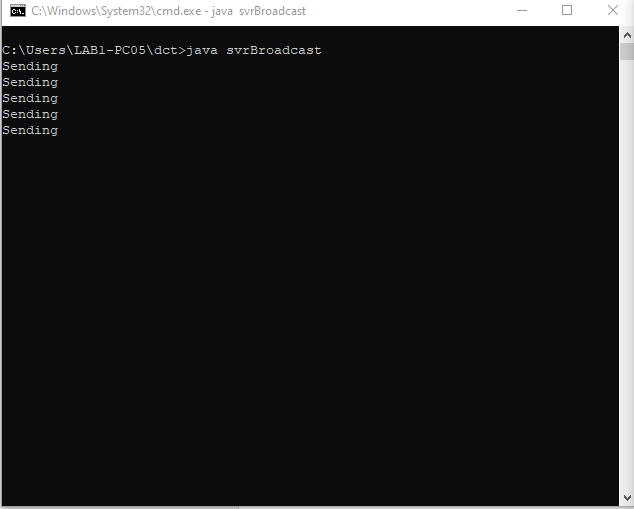 C:\Windows\System32\cmd.exe - java  svrBroadcast
C:\Users\LAB1-PC05\dct>java svrBroadcast
Sending
Sending
Sending
Sending
Sending